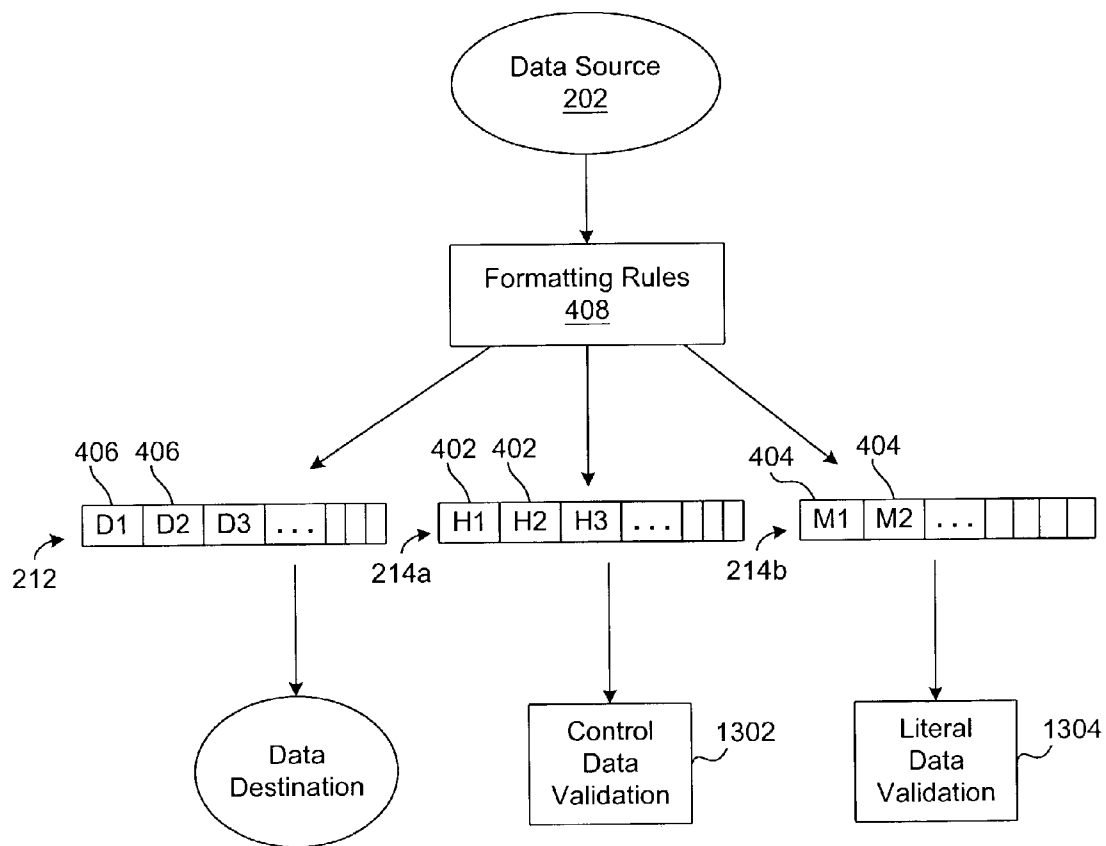 Data Source
202
Formatting Rules
408
406 406
402 402
404 404
D1 D2 D3 ...
H1 H2 H3 ...
M1 M2 ...
212
214a
214b
Data
Destination
Control
Data
Validation
1302
Literal
Data
Validation
1304